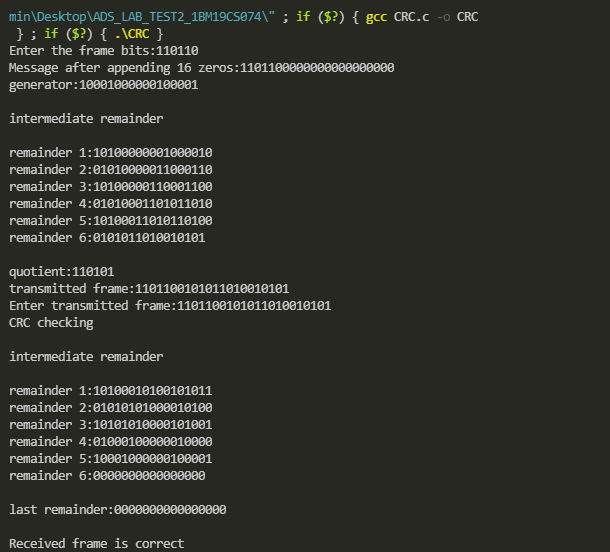 min\Desktop\ADS_LAB_TEST2_1BM19CS074\" ; if ($?) { gcc CRC.c -o CRC
} ; if ($?) { .\CRC }
Enter the frame bits:110110
Message after appending 16 zeros:1101100000000000000000
generator:10001000000100001
intermediate remainder
remainder 1:10100000001000010
remainder 2:01010000011000110
remainder 3:10100000110001100
remainder 4:01010001101011010
remainder 5:10100011010110100
remainder 6:0101011010010101
quotient:110101
transmitted frame:1101100101011010010101
Enter transmitted frame:1101100101011010010101
CRC checking
intermediate remainder
remainder 1:10100010100101011
remainder 2:01010101000010100
remainder 3:10101010000101001
remainder 4:01000100000010000
remainder 5:10001000000100001
remainder 6:0000000000000000
last remainder:0000000000000000
Received frame is correct